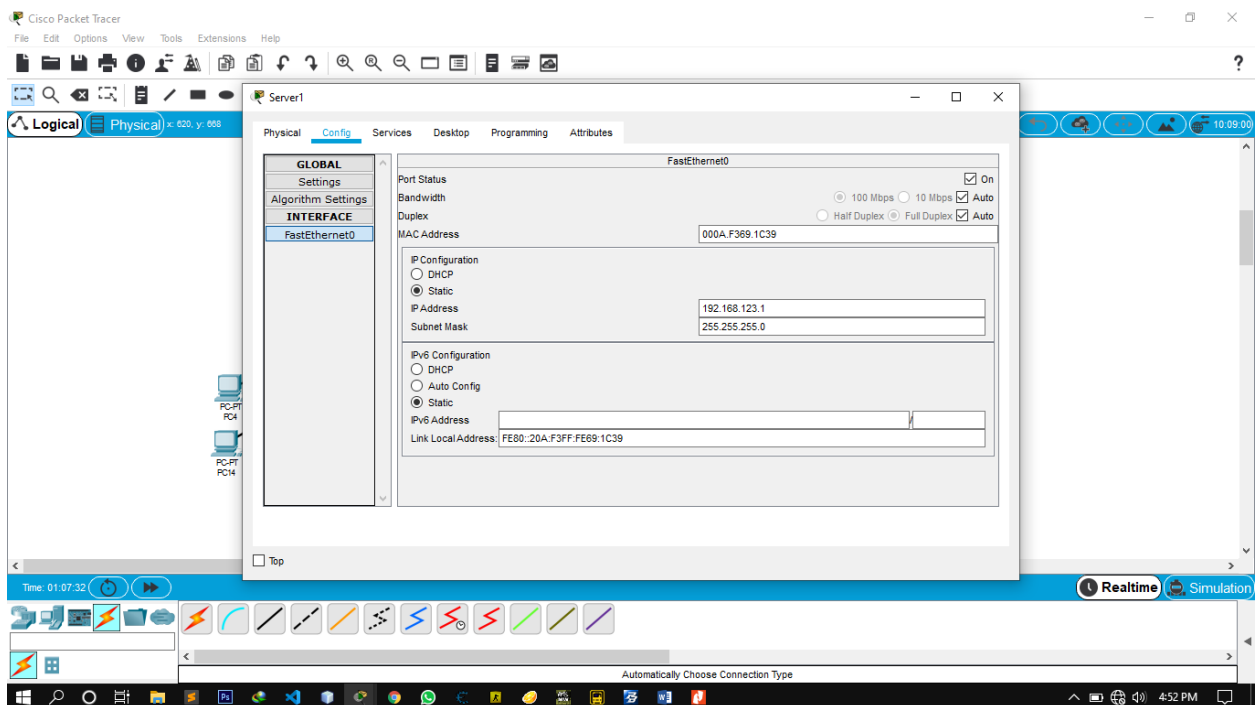 Cisco Packet Tracer
File Edit Options View Tools Extensions Help
?
Server1
Logical Physical x: 620, y: 668
10:09:00
Physical Config Services Desktop Programming Attributes
GLOBAL
Settings
Algorithm Settings
INTERFACE
FastEthernet0
FastEthernet0
Port Status On
Bandwidth 100 Mbps 10 Mbps Auto
Duplex Half Duplex Full Duplex Auto
MAC Address 000A.F369.1C39
IP Configuration
DHCP
Static
IP Address 192.168.123.1
Subnet Mask 255.255.255.0
IPv6 Configuration
DHCP
Auto Config
Static
IPv6 Address /
Link Local Address: FE80::20A:F3FF:FE69:1C39
PC-PT
PC4
PC-PT
PC14
Top
Time: 01:07:32
Realtime Simulation
Automatically Choose Connection Type
4:52 PM